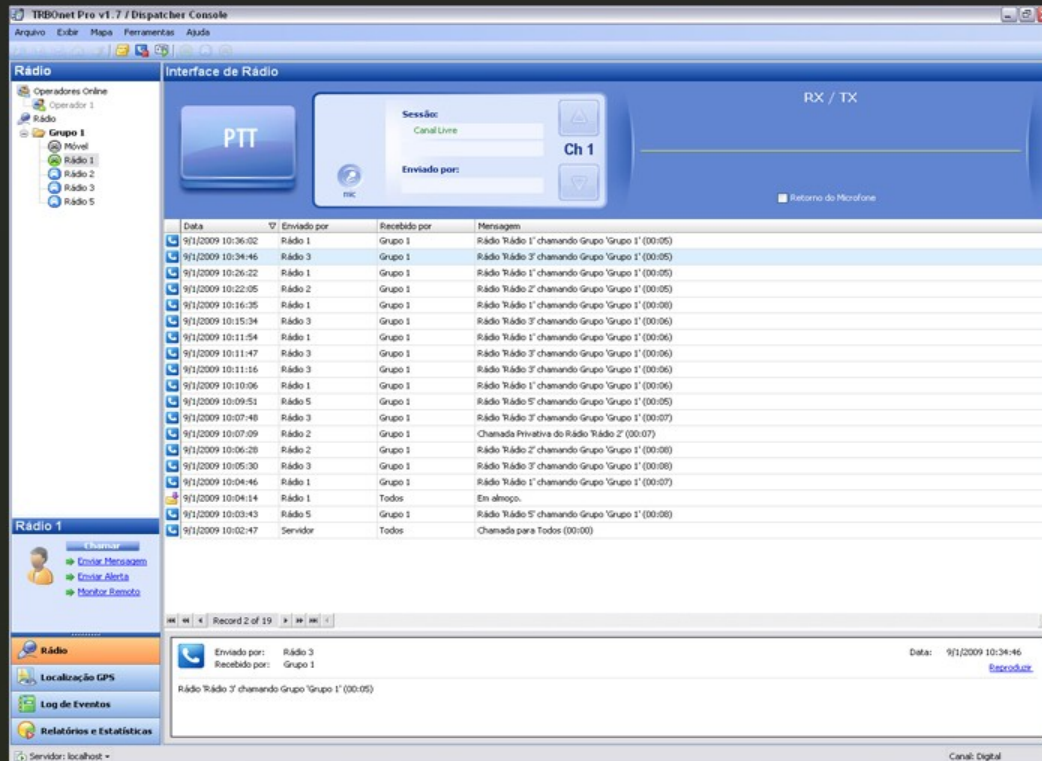 TRBOnet Pro v1.7 / Dispatcher Console
Arquivo Exibir Mapa Ferramentas Ajuda
Rádio
Operadores Online
Operador 1
Rádio
Grupo 1
Móvel
Rádio 1
Rádio 2
Rádio 3
Rádio 5
Interface de Rádio
PTT
mic
Sessão:
Canal Livre
Enviado por:
Ch 1
RX / TX
Retorno do Microfone
Data Enviado por Recebido por Mensagem
9/1/2009 10:36:02 Rádio 1 Grupo 1 Rádio 'Rádio 1' chamando Grupo 'Grupo 1' (00:05)
9/1/2009 10:34:46 Rádio 3 Grupo 1 Rádio 'Rádio 3' chamando Grupo 'Grupo 1' (00:05)
9/1/2009 10:26:22 Rádio 1 Grupo 1 Rádio 'Rádio 1' chamando Grupo 'Grupo 1' (00:05)
9/1/2009 10:22:05 Rádio 2 Grupo 1 Rádio 'Rádio 2' chamando Grupo 'Grupo 1' (00:05)
9/1/2009 10:16:35 Rádio 1 Grupo 1 Rádio 'Rádio 1' chamando Grupo 'Grupo 1' (00:08)
9/1/2009 10:15:34 Rádio 3 Grupo 1 Rádio 'Rádio 3' chamando Grupo 'Grupo 1' (00:06)
9/1/2009 10:11:54 Rádio 1 Grupo 1 Rádio 'Rádio 1' chamando Grupo 'Grupo 1' (00:06)
9/1/2009 10:11:47 Rádio 3 Grupo 1 Rádio 'Rádio 3' chamando Grupo 'Grupo 1' (00:06)
9/1/2009 10:11:16 Rádio 3 Grupo 1 Rádio 'Rádio 3' chamando Grupo 'Grupo 1' (00:06)
9/1/2009 10:10:06 Rádio 1 Grupo 1 Rádio 'Rádio 1' chamando Grupo 'Grupo 1' (00:06)
9/1/2009 10:09:51 Rádio 5 Grupo 1 Rádio 'Rádio 5' chamando Grupo 'Grupo 1' (00:05)
9/1/2009 10:07:48 Rádio 3 Grupo 1 Rádio 'Rádio 3' chamando Grupo 'Grupo 1' (00:07)
9/1/2009 10:07:09 Rádio 2 Grupo 1 Chamada Privativa do Rádio 'Rádio 2' (00:07)
9/1/2009 10:06:28 Rádio 2 Grupo 1 Rádio 'Rádio 2' chamando Grupo 'Grupo 1' (00:08)
9/1/2009 10:05:30 Rádio 3 Grupo 1 Rádio 'Rádio 3' chamando Grupo 'Grupo 1' (00:08)
9/1/2009 10:04:46 Rádio 1 Grupo 1 Rádio 'Rádio 1' chamando Grupo 'Grupo 1' (00:07)
9/1/2009 10:04:14 Rádio 1 Todos Em almoço.
9/1/2009 10:03:43 Rádio 5 Grupo 1 Rádio 'Rádio 5' chamando Grupo 'Grupo 1' (00:08)
9/1/2009 10:02:47 Servidor Todos Chamada para Todos (00:00)
Rádio 1
Chamar
Enviar Mensagem
Enviar Alerta
Monitor Remoto
Record 2 of 19
Rádio
Localização GPS
Log de Eventos
Relatórios e Estatísticas
Enviado por: Rádio 3
Recebido por: Grupo 1
Data: 9/1/2009 10:34:46
Reproduzir
Rádio 'Rádio 3' chamando Grupo 'Grupo 1' (00:05)
Servidor: localhost
Canal: Digital